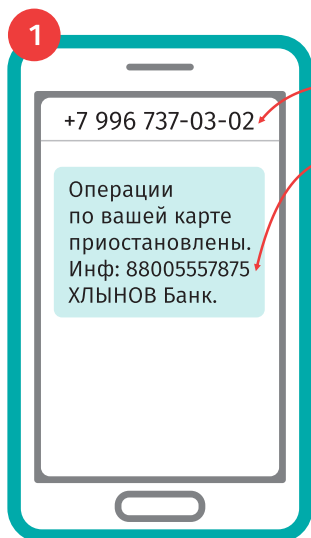 1
+7 996 737-03-02
Операции
по вашей карте
приостановлены.
Инф: 88005557875
ХЛЫНОВ Банк.